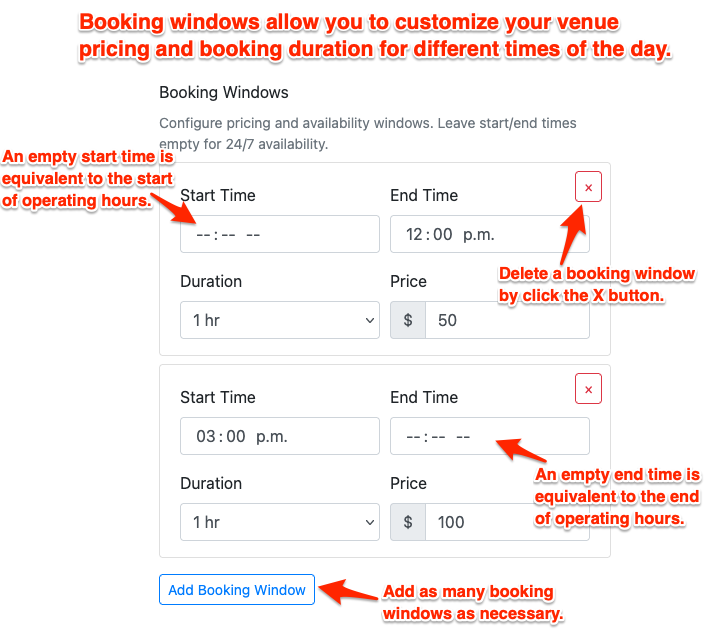 Booking windows allow you to customize your venue
pricing and booking duration for different times of the day.
Booking Windows
Configure pricing and availability windows. Leave start/end times
empty for 24/7 availability.
An empty start time is
equivalent to the start
of operating hours.
Start Time
End Time
×
--:-- --
12:00 p.m.
Delete a booking window
by click the X button.
Duration
Price
1 hr
$ 50
Start Time
End Time
×
03:00 p.m.
--:-- --
An empty end time is
equivalent to the end
of operating hours.
Duration
Price
1 hr
$ 100
Add Booking Window
Add as many booking
windows as necessary.